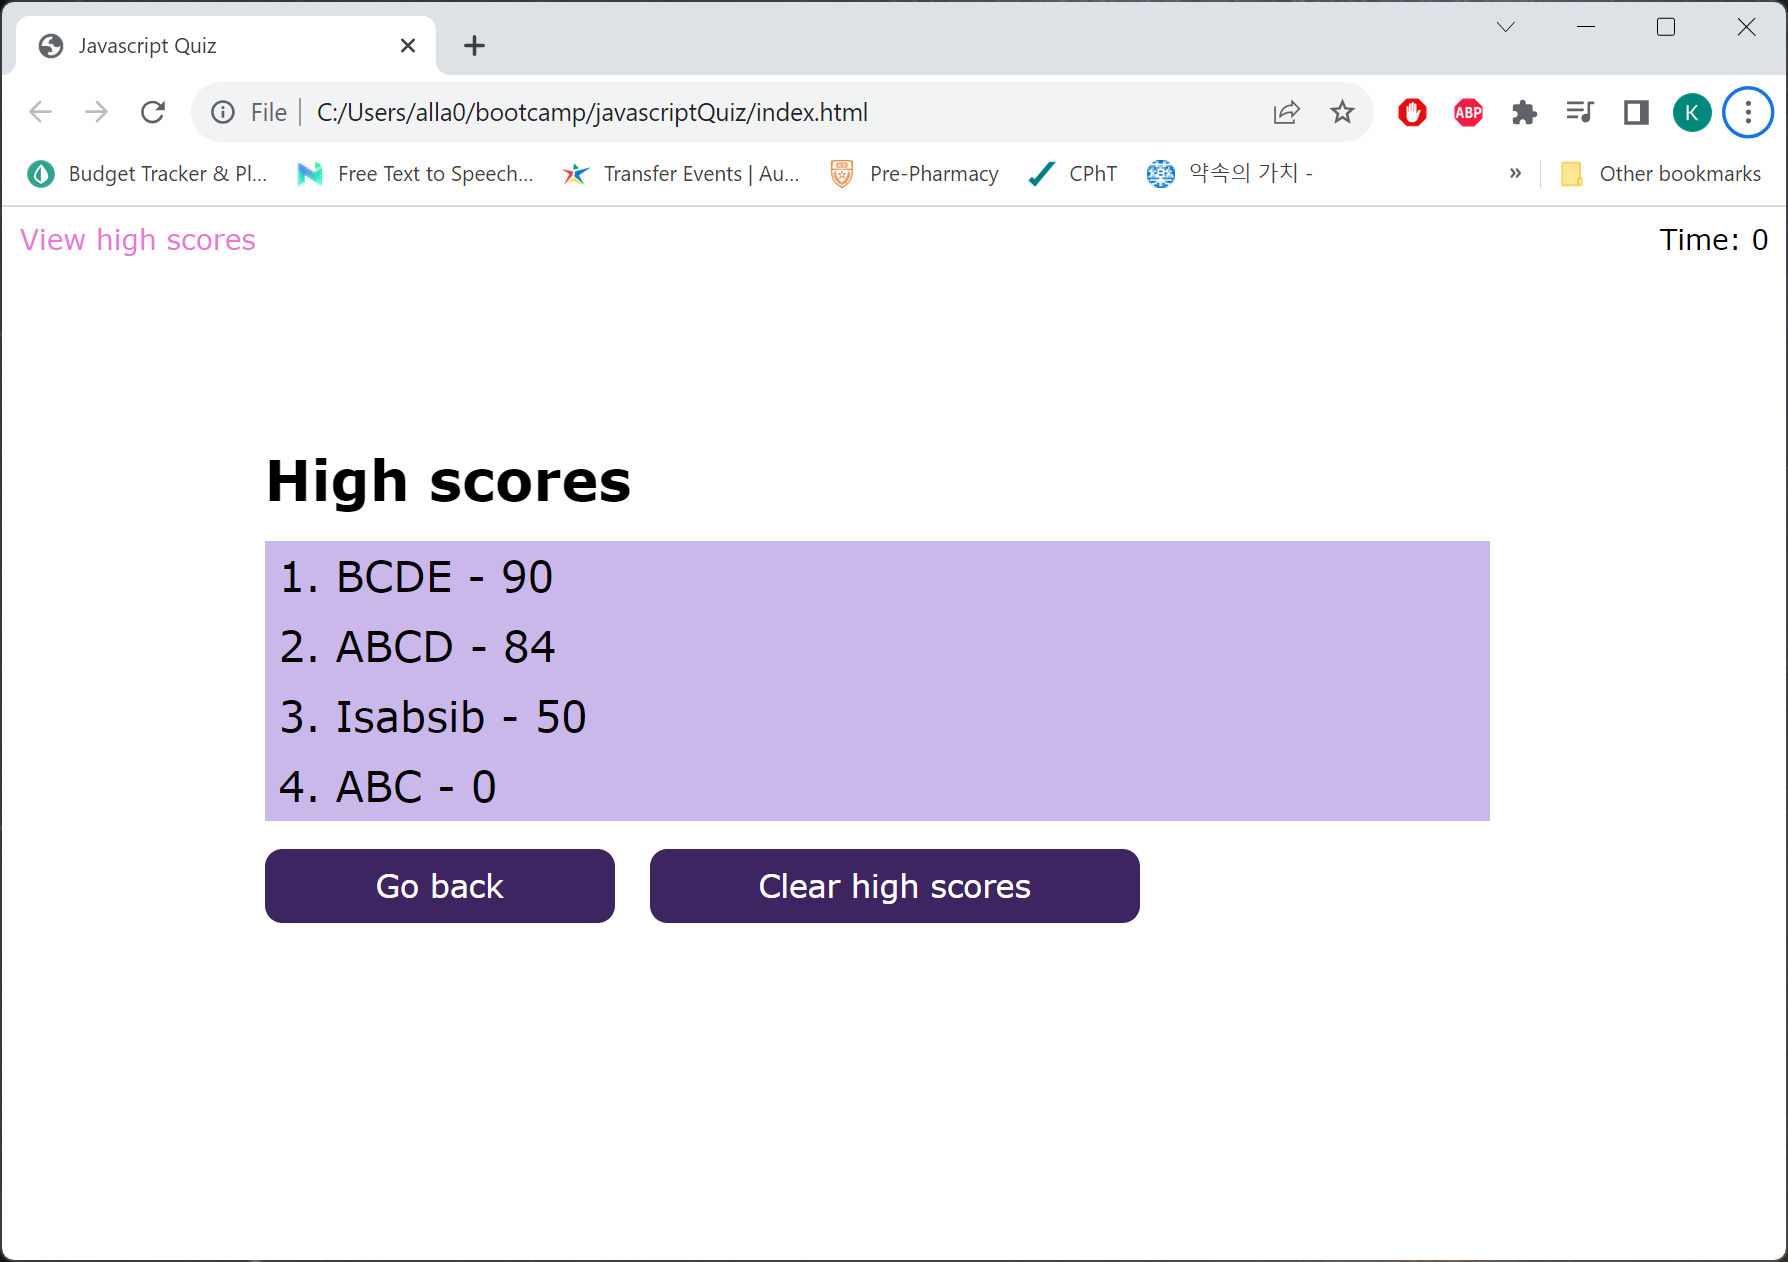 Javascript Quiz
File C:/Users/alla0/bootcamp/javascriptQuiz/index.html
ABP
K
Budget Tracker & Pl... Free Text to Speech... Transfer Events | Au... Pre-Pharmacy CPhT 약속의 가치 - » Other bookmarks
View high scores Time: 0
High scores
1. BCDE - 90
2. ABCD - 84
3. Isabsib - 50
4. ABC - 0
Go back Clear high scores